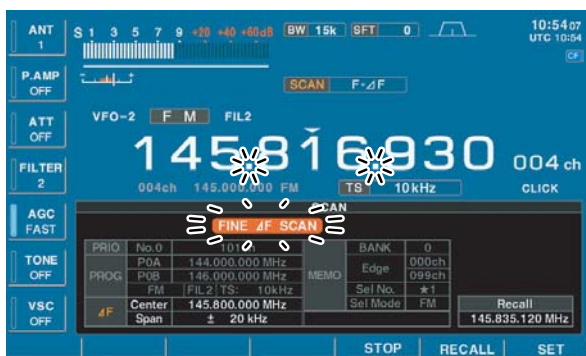 ANT
1
S 1 3 5 7 9 +20 +40 +60dB
BW 15k
SFT 0
10:54 07
UTC 10:54
CF
P.AMP
OFF
SCAN F-⊿F
ATT
OFF
VFO-2 FM FIL2
145.816.930
004 ch
FILTER
2
004ch 145.000.000 FM
TS 10kHz
CLICK
AGC
FAST
SCAN
FINE ⊿F SCAN
TONE
OFF
PRIO No.0 101ch
PROG P0A 144.000.000 MHz
P0B 146.000.000 MHz
FM FIL2 TS: 10kHz
MEMO BANK 0
Edge 000ch
099ch
Sel No. ★1
Sel Mode FM
VSC
OFF
⊿F Center 145.800.000 MHz
Span ± 20 kHz
Recall
145.835.120 MHz
STOP RECALL SET